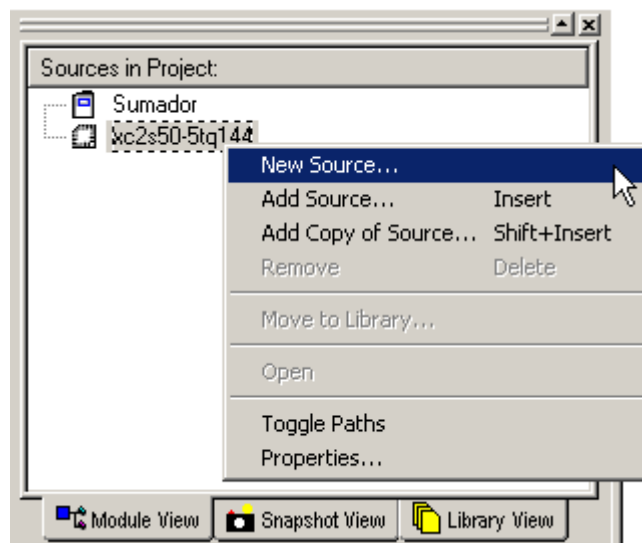 Sources in Project:
Sumador
xc2s50-5tq144
New Source...
Add Source... Insert
Add Copy of Source... Shift+Insert
Remove Delete
Move to Library...
Open
Toggle Paths
Properties...
Module View Snapshot View Library View